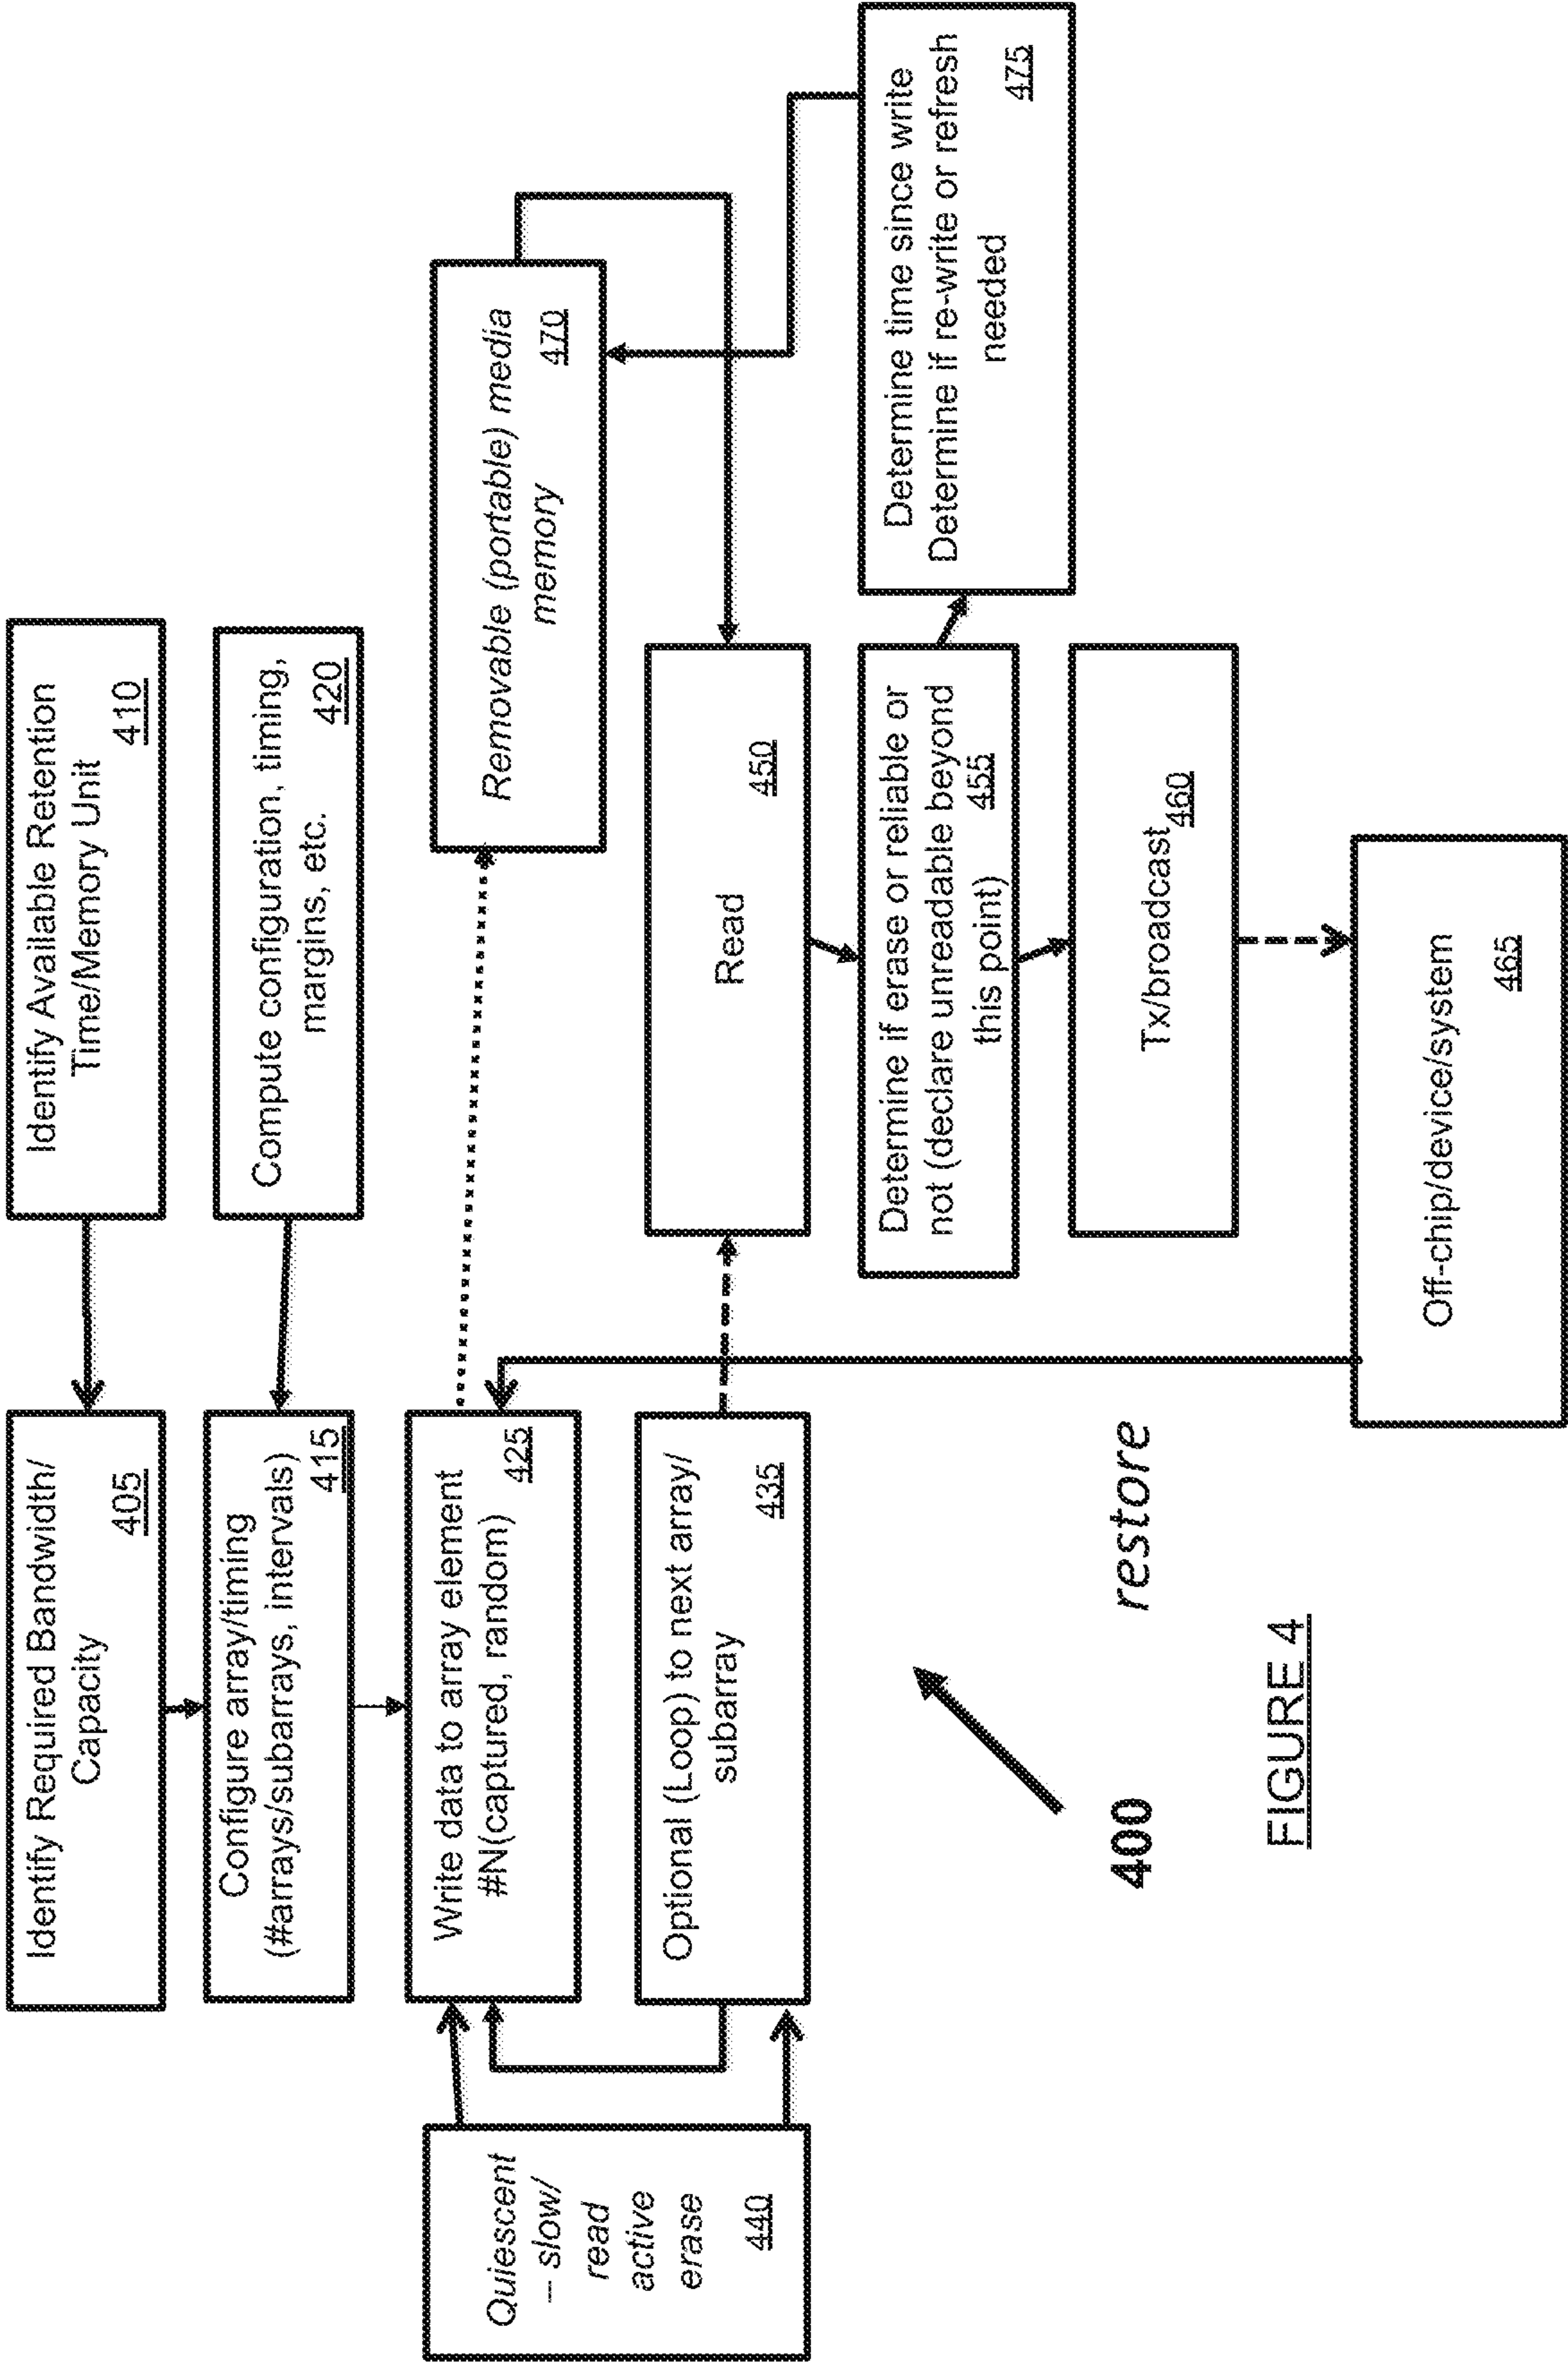 Identify Required Bandwidth/
Capacity
405
Identify Available Retention
Time/Memory Unit
410
Configure array/timing
(#arrays/subarrays, intervals)
415
Compute configuration, timing,
margins, etc.
420
Quiescent
– slow/
read
active
erase
440
Write data to array element
#N(captured, random)
425
Removable (portable) media
memory
470
Optional (Loop) to next array/
subarray
435
Read
450
Determine if erase or reliable or
not (declare unreadable beyond
this point)
455
Determine time since write
Determine if re-write or refresh
needed
475
Tx/broadcast
460
Off-chip/device/system
465
400
restore
FIGURE 4